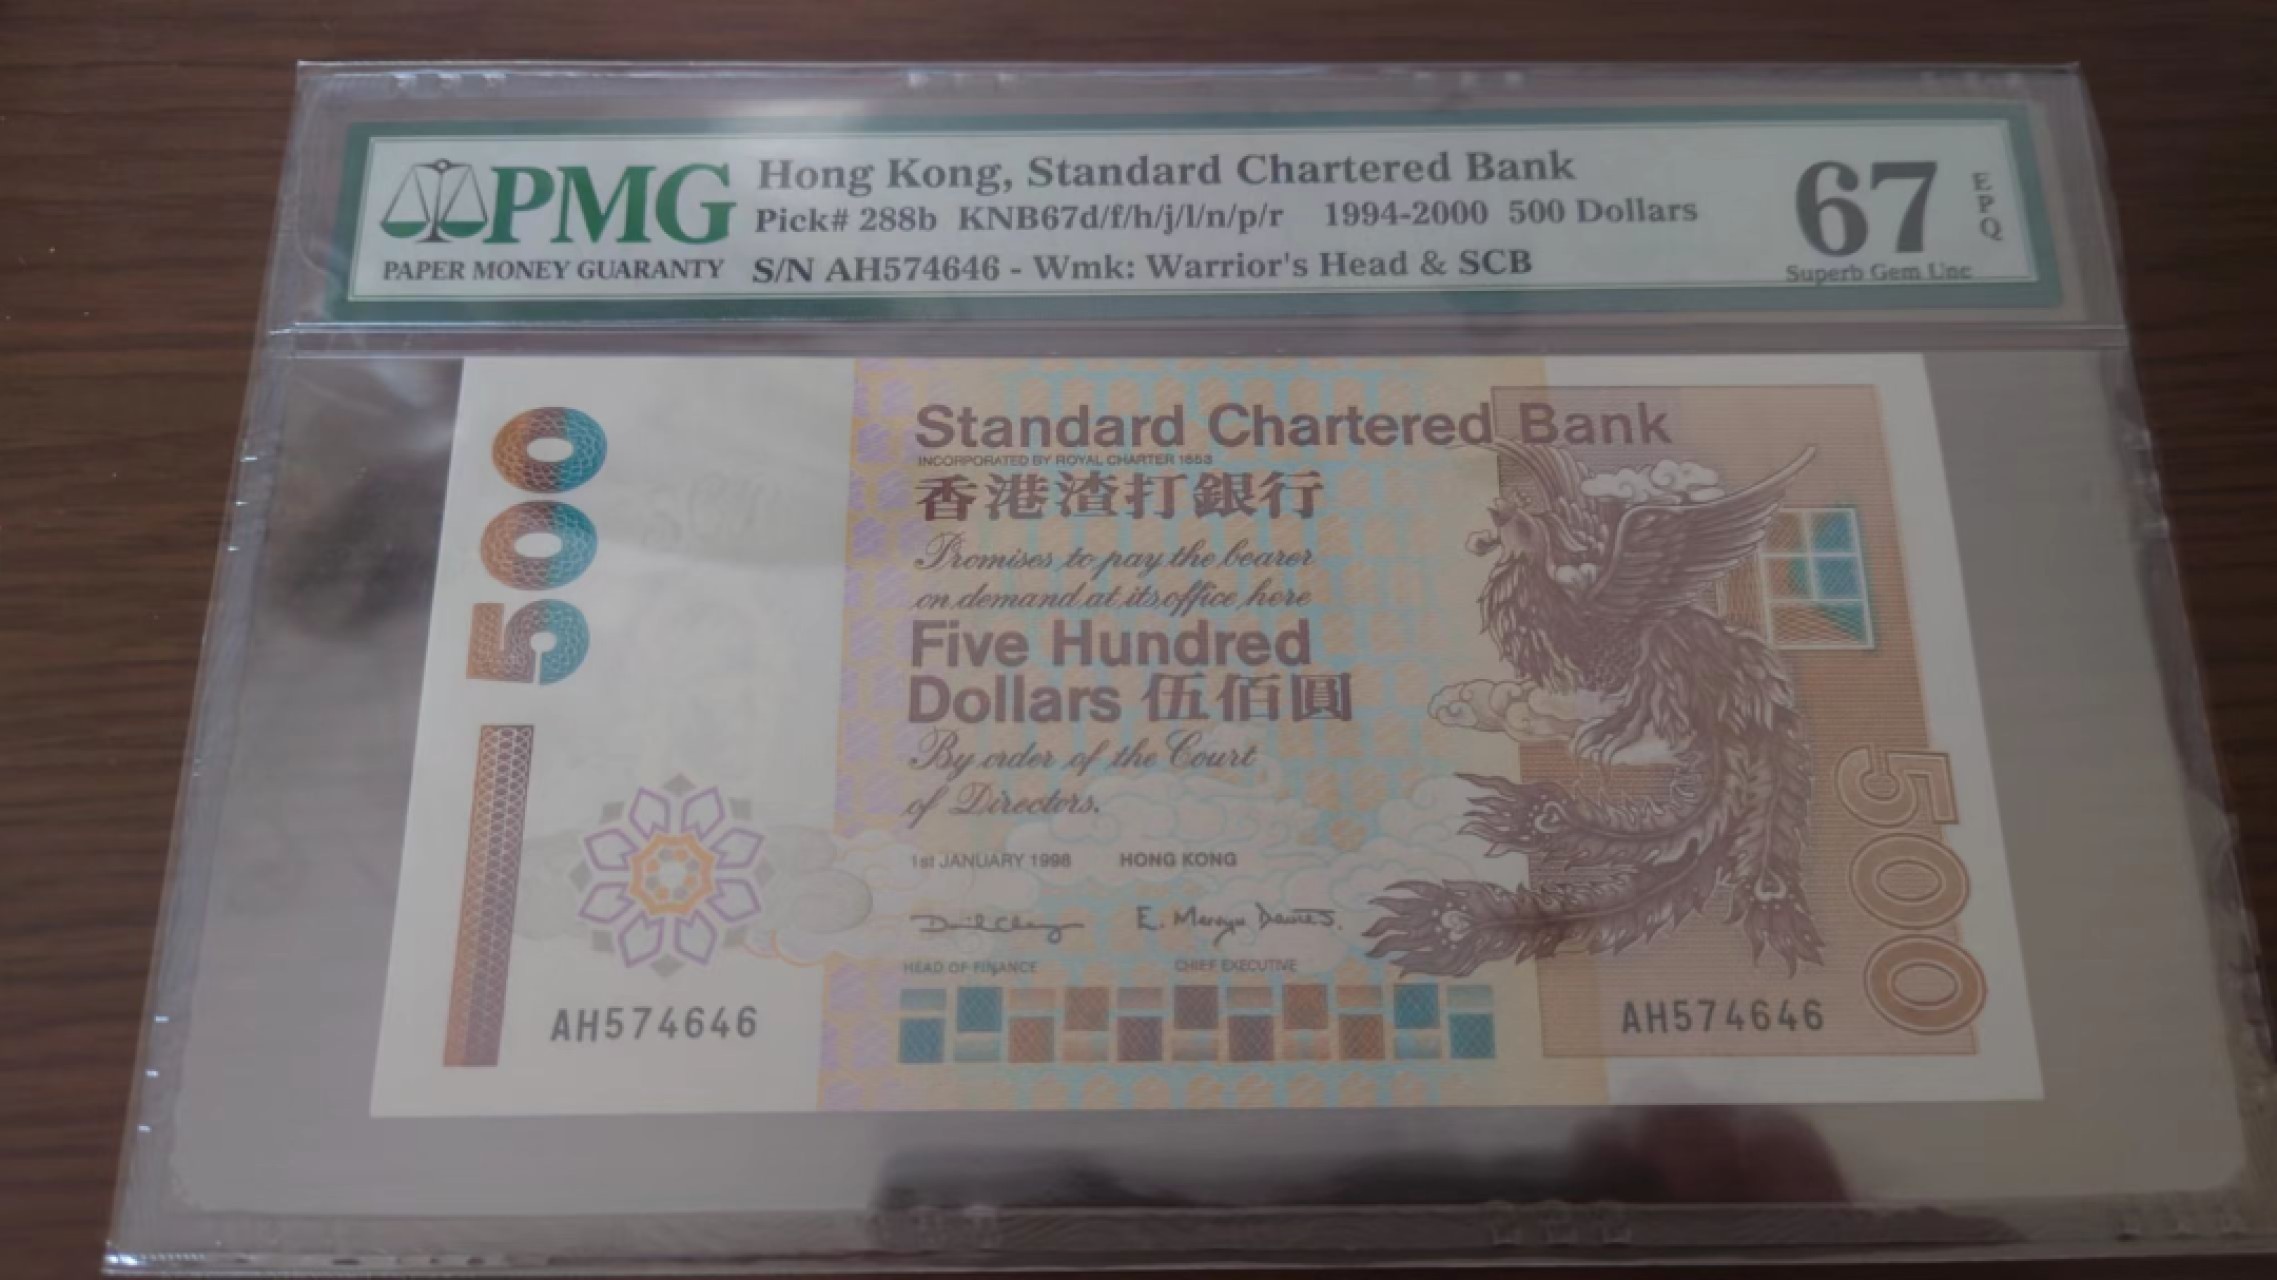 PMG
PAPER MONEY GUARANTY
Hong Kong, Standard Chartered Bank
Pick# 288b KNB67d/f/h/j/l/n/p/r 1994-2000 500 Dollars
S/N AH574646 - Wmk: Warrior's Head & SCB
67
EPQ
Superb Gem Unc
500
Standard Chartered Bank
INCORPORATED BY ROYAL CHARTER 1853
香港渣打銀行
Promises to pay the bearer
on demand at its office here
Five Hundred
Dollars 伍佰圓
By order of the Court
of Directors.
1st JANUARY 1998 HONG KONG
E. Mervyn Davies.
HEAD OF FINANCE CHIEF EXECUTIVE
AH574646
AH574646
500